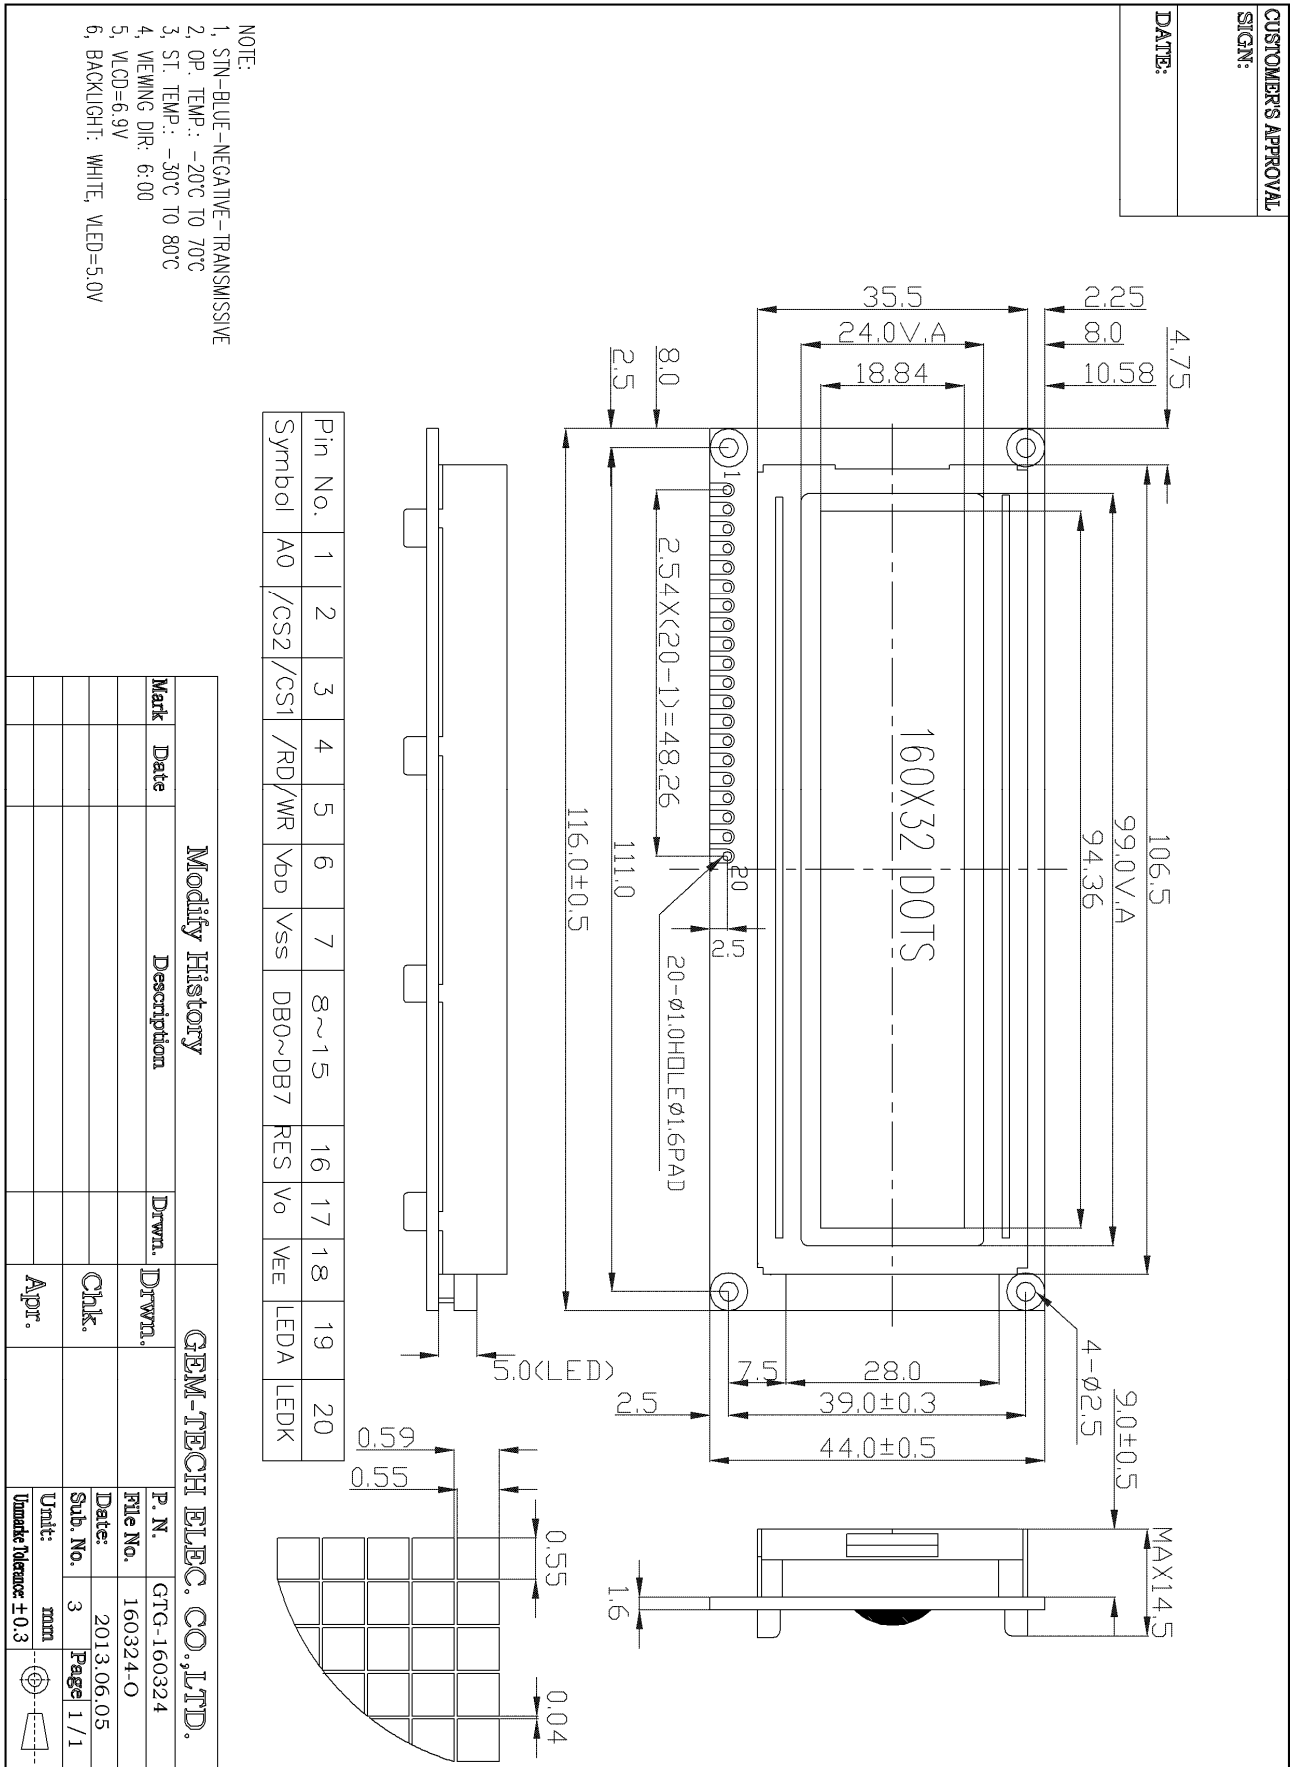 CUSTOMER'S APPROVAL
SIGN:
DATE:
4.75
106.5
99.0V.A
94.36
2.25
8.0
10.58
35.5
24.0V.A
18.84
160X32 DOTS
4-Ø2.5
9.0±0.5
MAX14.5
28.0
39.0±0.3
44.0±0.5
7.5
2.5
1.6
8.0
2.5
1
20
2.5
2.54X(20-1)=48.26
20-Ø1.0HOLEØ1.6PAD
111.0
116.0±0.5
5.0(LED)
0.59
0.55
0.55
0.04
Pin No. 1 2 3 4 5 6 7 8~15 16 17 18 19 20
Symbol A0 /CS2 /CS1 /RD /WR VDD VSS DB0~DB7 RES Vo VEE LEDA LEDK
NOTE:
1, STN-BLUE-NEGATIVE-TRANSMISSIVE
2, OP. TEMP.: -20°C TO 70°C
3, ST. TEMP.: -30°C TO 80°C
4, VIEWING DIR: 6:00
5, VLCD=6.9V
6, BACKLIGHT: WHITE, VLED=5.0V
Modify History
Mark Date Description Drwn.
GEM-TECH ELEC. CO.,LTD.
Drwn.
Chk.
Apr.
P. N. GTG-160324
File No. 160324-O
Date: 2013.06.05
Sub. No. 3 Page 1/1
Unit: mm
Unmarke Tolerance: ±0.3